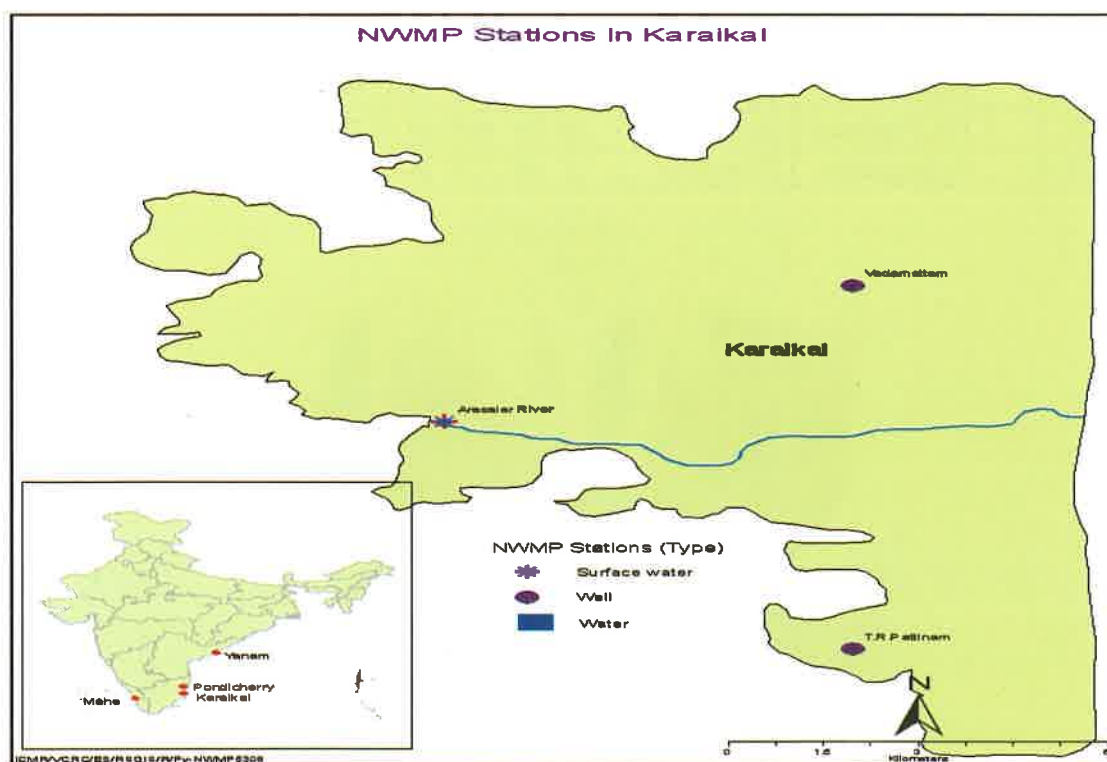 NWMP Stations in Karaikal
Vadamattam
Karaikal
Arasalar River
NWMP Stations (Type)
Surface water
Well
Water
T.R Pattinam
Yanam
Pondicherry
Karaikal
Mahe
N
0 1.5 3 6
Kilometers